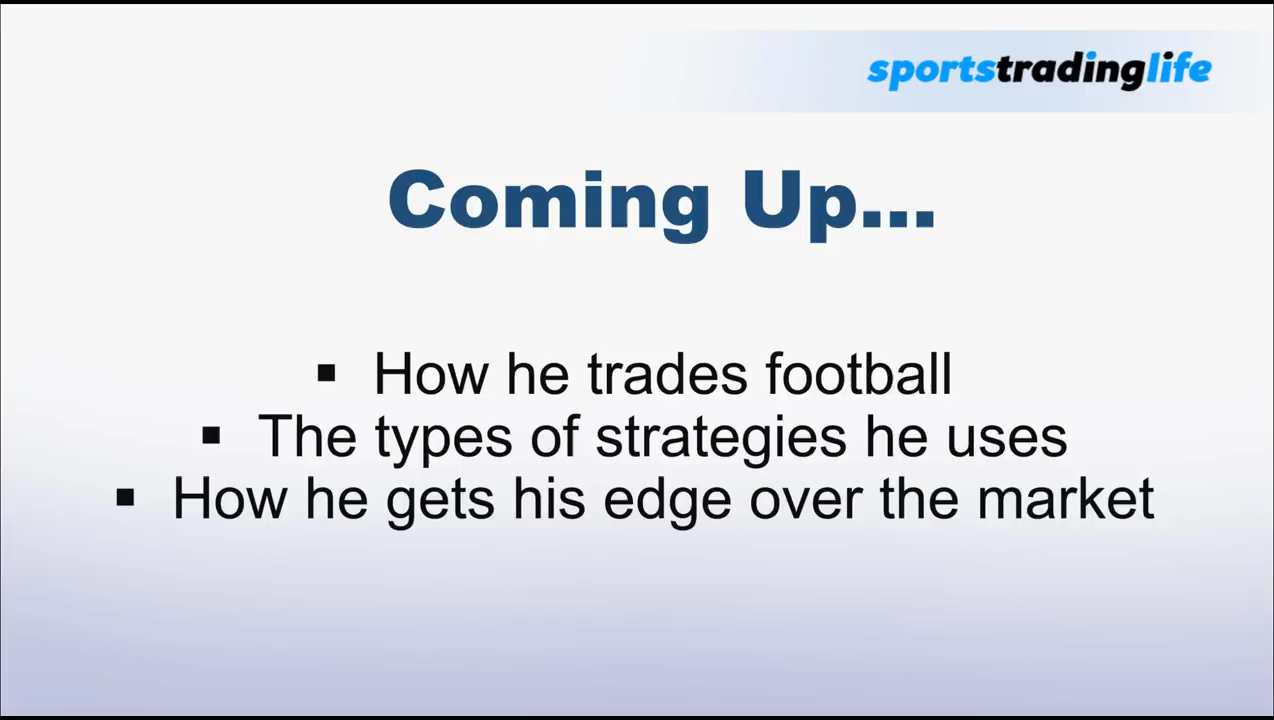 sportstradinglife
Coming Up...
▪ How he trades football
▪ The types of strategies he uses
▪ How he gets his edge over the market